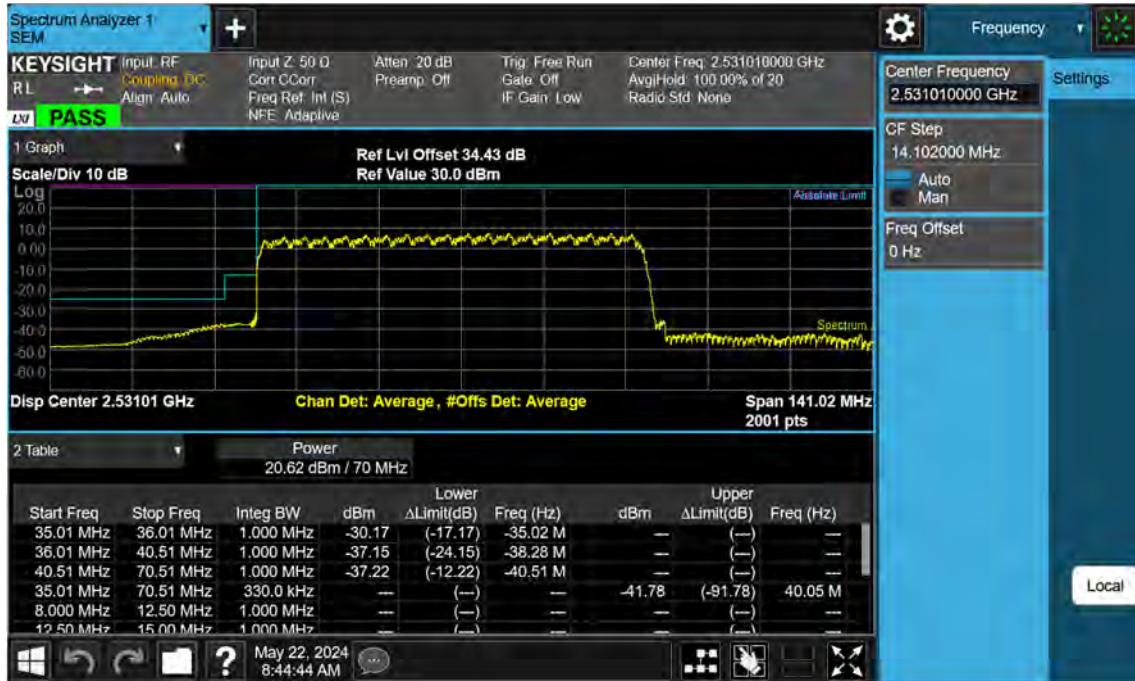 Spectrum Analyzer 1
SEM
+
Frequency
KEYSIGHT
Input: RF
Coupling: DC
Align: Auto
Input Z: 50 Ω
Corr CCorr
Freq Ref: Int (S)
NFE: Adaptive
Atten: 20 dB
Preamp: Off
Trig: Free Run
Gate: Off
IF Gain: Low
Center Freq: 2.531010000 GHz
Avg|Hold: 100.00% of 20
Radio Std: None
RL
LXI
PASS
Center Frequency
2.531010000 GHz
Settings
CF Step
14.102000 MHz
Auto
Man
Freq Offset
0 Hz
1 Graph
Scale/Div 10 dB
Ref Lvl Offset 34.43 dB
Ref Value 30.0 dBm
Log
Absolute Limit
20.0
10.0
0.00
-10.0
-20.0
-30.0
-40.0
-50.0
-60.0
Spectrum
Disp Center 2.53101 GHz
Chan Det: Average, #Offs Det: Average
Span 141.02 MHz
2001 pts
2 Table
Power
20.62 dBm / 70 MHz
Lower Upper
Start Freq Stop Freq Integ BW dBm ΔLimit(dB) Freq (Hz) dBm ΔLimit(dB) Freq (Hz)
35.01 MHz 36.01 MHz 1.000 MHz -30.17 (-17.17) -35.02 M --- (---) ---
36.01 MHz 40.51 MHz 1.000 MHz -37.15 (-24.15) -38.28 M --- (---) ---
40.51 MHz 70.51 MHz 1.000 MHz -37.22 (-12.22) -40.51 M --- (---) ---
35.01 MHz 70.51 MHz 330.0 kHz --- (---) --- -41.78 (-91.78) 40.05 M
8.000 MHz 12.50 MHz 1.000 MHz --- (---) --- --- (---) ---
12.50 MHz 15.00 MHz 1.000 MHz --- (---) --- --- (---) ---
Local
?
May 22, 2024
8:44:44 AM